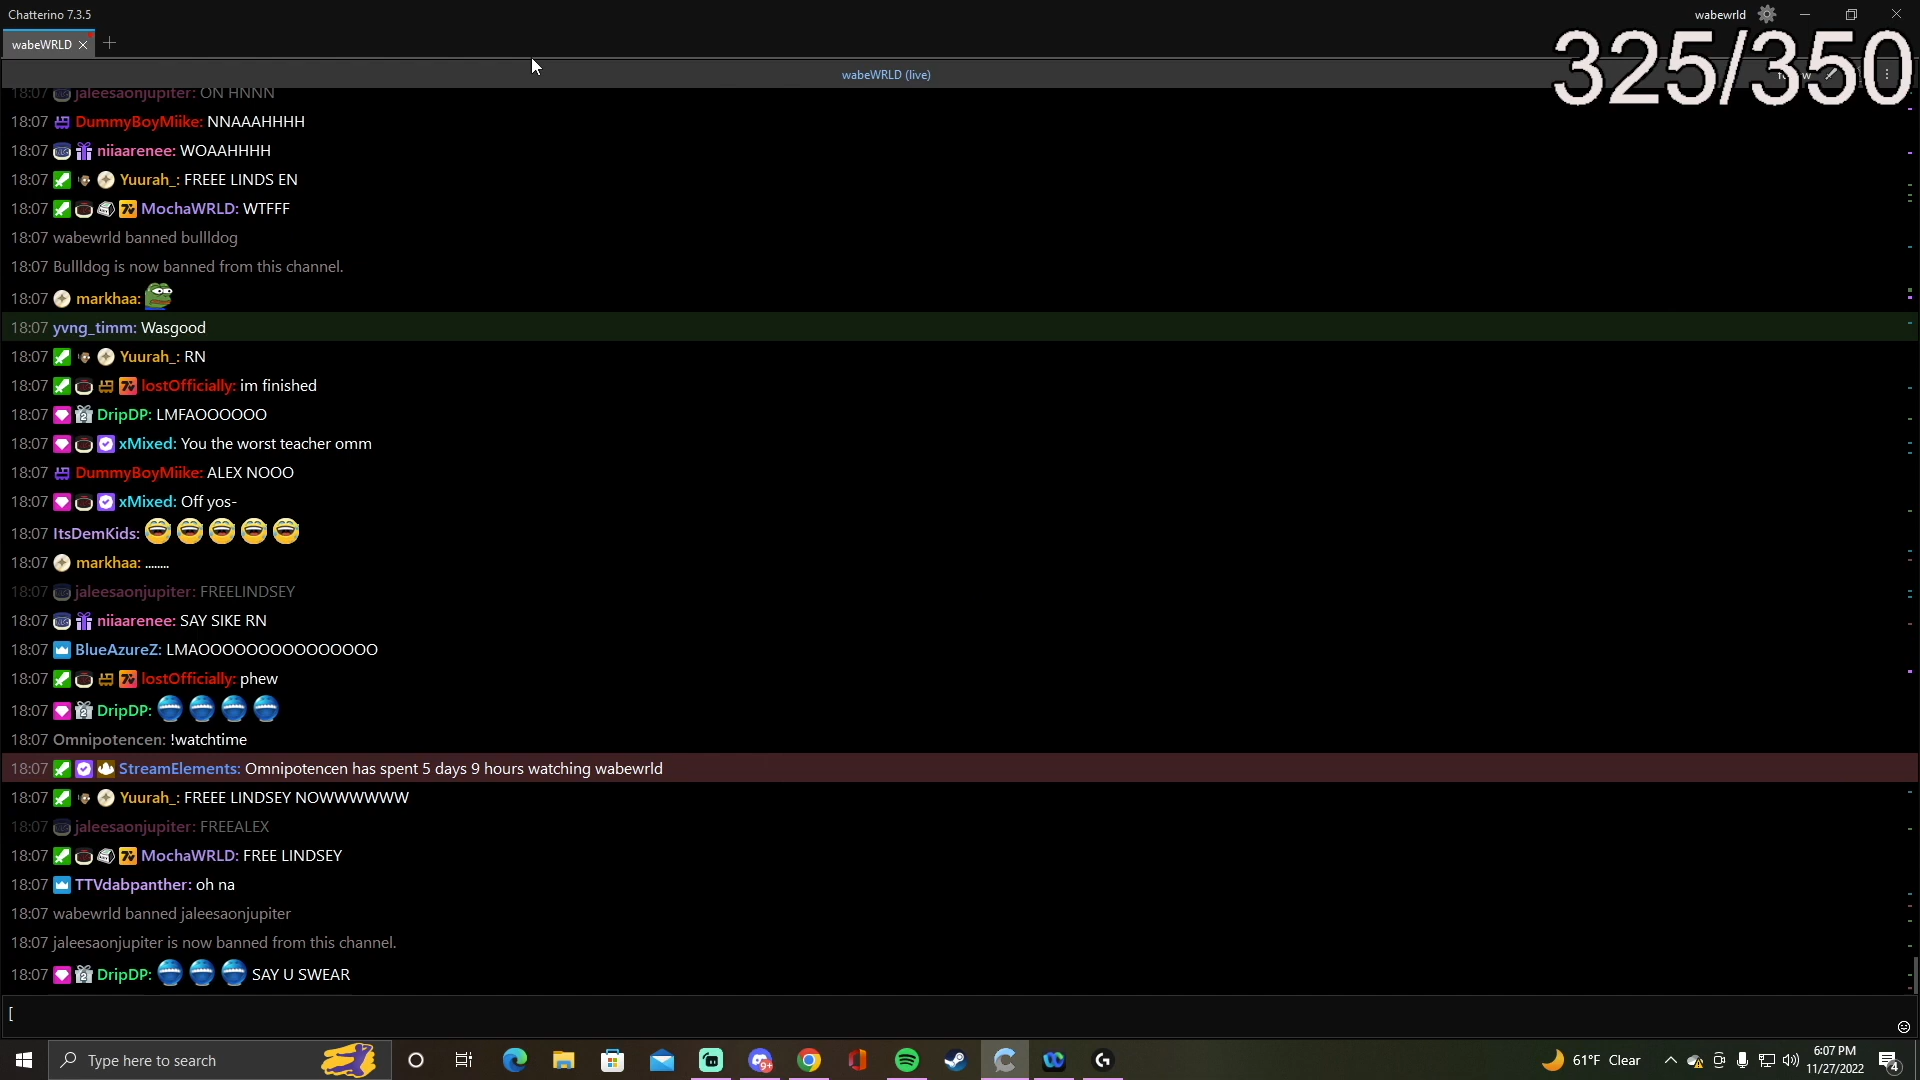 Chatterino 7.3.5
wabewrld
wabeWRLD
325/350
wabeWRLD (live)
18:07 jaleesaonjupiter: ON HNNN
18:07 DummyBoyMiike: NNAAAHHHH
18:07 niiaarenee: WOAAHHHH
18:07 Yuurah_: FREEE LINDS EN
18:07 MochaWRLD: WTFFF
18:07 wabewrld banned bullldog
18:07 Bullldog is now banned from this channel.
18:07 markhaa:
18:07 yvng_timm: Wasgood
18:07 Yuurah_: RN
18:07 lostOfficially: im finished
18:07 DripDP: LMFAOOOOOO
18:07 xMixed: You the worst teacher omm
18:07 DummyBoyMiike: ALEX NOOO
18:07 xMixed: Off yos-
18:07 ItsDemKids:
18:07 markhaa: ........
18:07 jaleesaonjupiter: FREELINDSEY
18:07 niiaarenee: SAY SIKE RN
18:07 BlueAzureZ: LMAOOOOOOOOOOOOOOO
18:07 lostOfficially: phew
18:07 DripDP:
18:07 Omnipotencen: !watchtime
18:07 StreamElements: Omnipotencen has spent 5 days 9 hours watching wabewrld
18:07 Yuurah_: FREEE LINDSEY NOWWWWWW
18:07 jaleesaonjupiter: FREEALEX
18:07 MochaWRLD: FREE LINDSEY
18:07 TTVdabpanther: oh na
18:07 wabewrld banned jaleesaonjupiter
18:07 jaleesaonjupiter is now banned from this channel.
18:07 DripDP: SAY U SWEAR
[
Type here to search
9+
61°F Clear
6:07 PM
11/27/2022
4